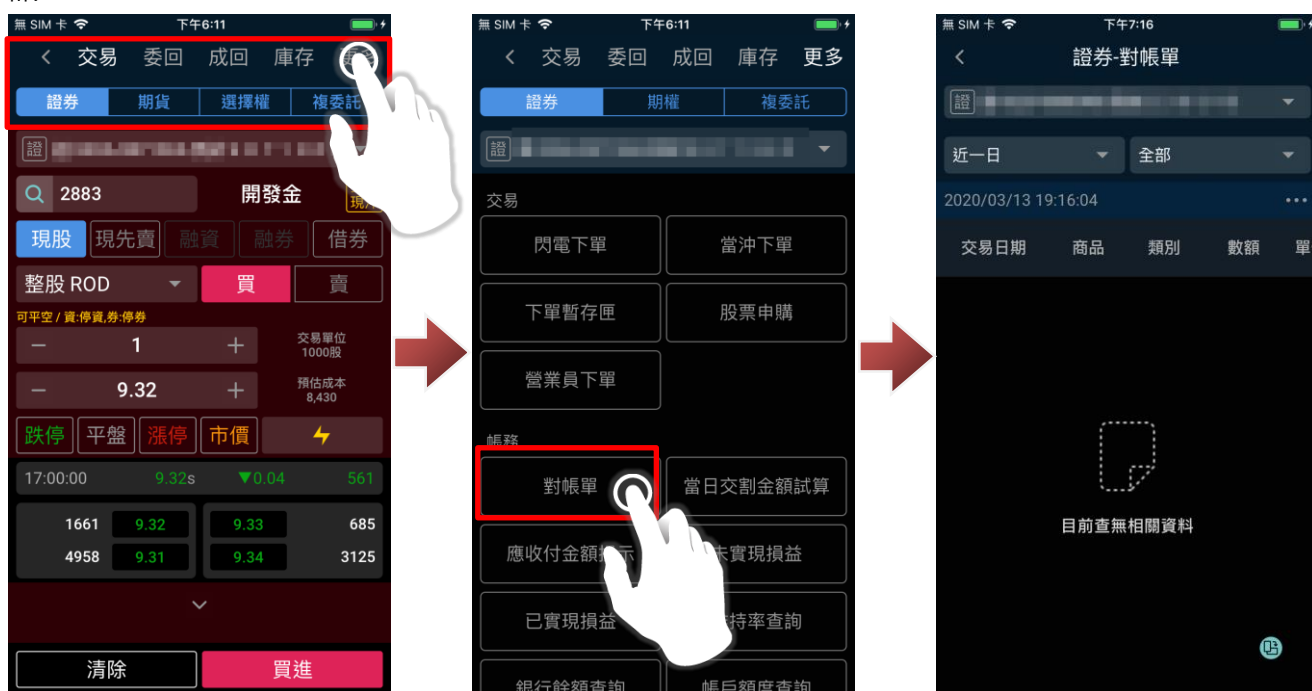 無 SIM 卡 下午6:11
交易 委回 成回 庫存
證券 期貨 選擇權 複委託
證
2883 開發金
現股 現先賣 融資 融券 借券
整股 ROD 買 賣
可平空 / 資:停資,券:停券
1 交易單位
1000股
9.32 預估成本
8,430
跌停 平盤 漲停 市價
17:00:00 9.32s ▼0.04 561
1661 9.32 9.33 685
4958 9.31 9.34 3125
清除 買進
無 SIM 卡 下午6:11
交易 委回 成回 庫存 更多
證券 期權 複委託
證
交易
閃電下單 當沖下單
下單暫存匣 股票申購
營業員下單
帳務
對帳單 當日交割金額試算
應收付金額 示 未實現損益
已實現損益 持率查詢
銀行餘額查詢 帳戶額度查詢
無 SIM 卡 下午7:16
證券-對帳單
證
近一日 全部
2020/03/13 19:16:04
交易日期 商品 類別 數額 單
目前查無相關資料